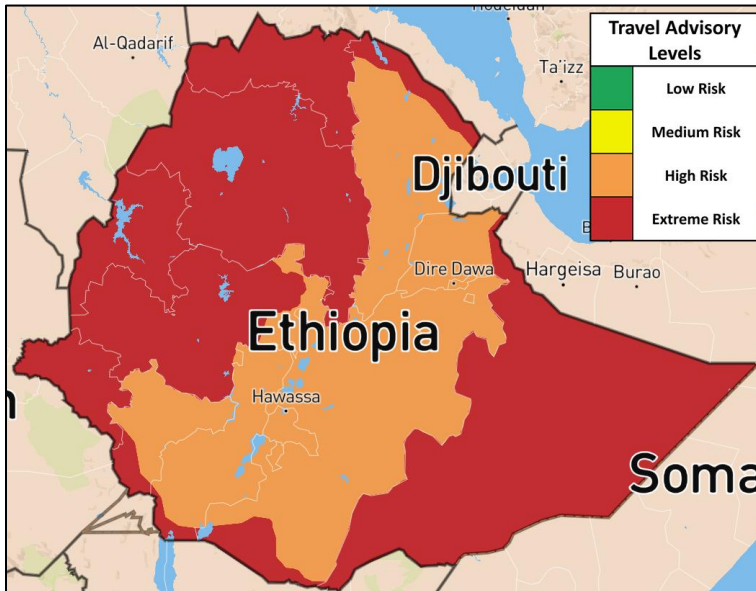 Al-Qadarif
Ta'izz
Travel Advisory
Levels
Low Risk
Medium Risk
High Risk
Extreme Risk
Djibouti
Dire Dawa
Hargeisa
Burao
Ethiopia
Hawassa
Soma